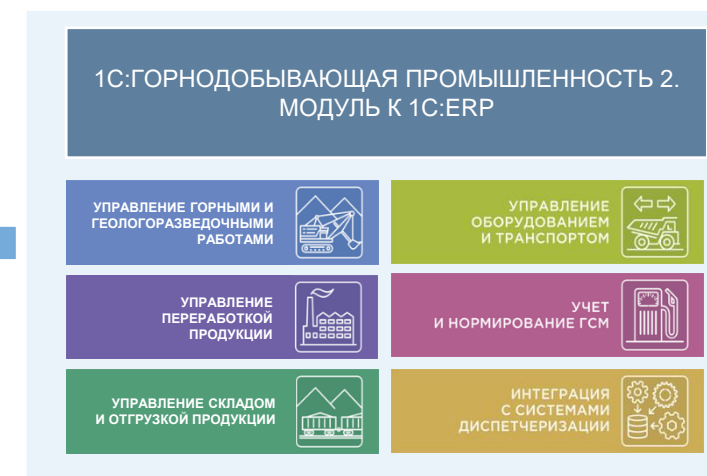 1С:ГОРНОДОБЫВАЮЩАЯ ПРОМЫШЛЕННОСТЬ 2.
МОДУЛЬ К 1С:ERP
УПРАВЛЕНИЕ ГОРНЫМИ И
ГЕОЛОГОРАЗВЕДОЧНЫМИ
РАБОТАМИ
УПРАВЛЕНИЕ
ОБОРУДОВАНИЕМ
И ТРАНСПОРТОМ
УПРАВЛЕНИЕ
ПЕРЕРАБОТКОЙ
ПРОДУКЦИИ
УЧЕТ
И НОРМИРОВАНИЕ ГСМ
УПРАВЛЕНИЕ СКЛАДОМ
И ОТГРУЗКОЙ ПРОДУКЦИИ
ИНТЕГРАЦИЯ
С СИСТЕМАМИ
ДИСПЕТЧЕРИЗАЦИИ